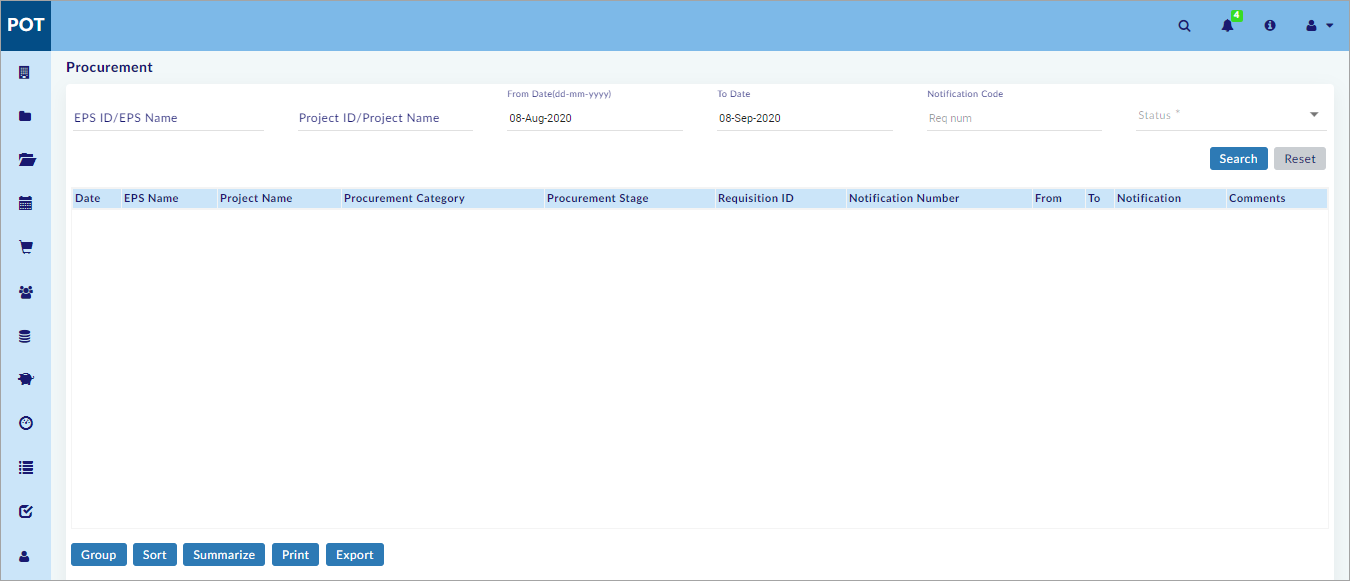 POT
4
Procurement
EPS ID/EPS Name
Project ID/Project Name
From Date(dd-mm-yyyy)
08-Aug-2020
To Date
08-Sep-2020
Notification Code
Req num
Status *
Search Reset
Date EPS Name Project Name Procurement Category Procurement Stage Requisition ID Notification Number From To Notification Comments
Group Sort Summarize Print Export